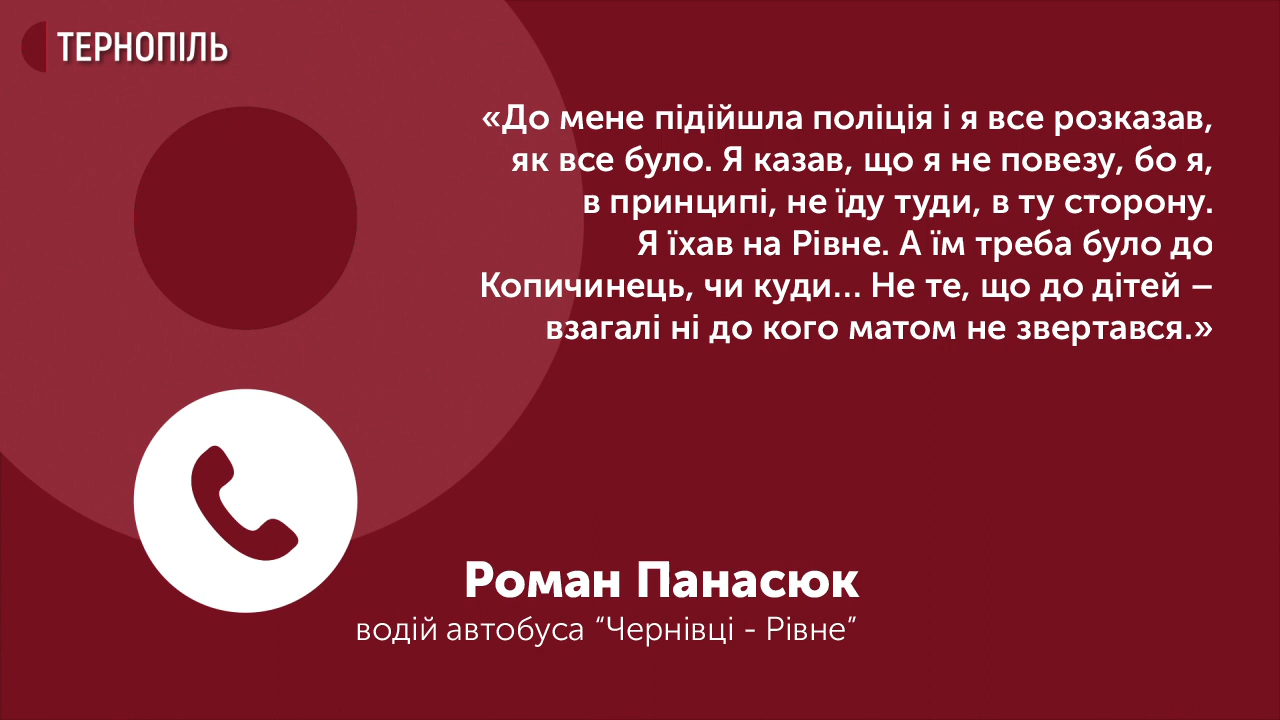 ТЕРНОПІЛЬ
«До мене підійшла поліція і я все розказав,
як все було. Я казав, що я не повезу, бо я,
в принципі, не їду туди, в ту сторону.
Я їхав на Рівне. А їм треба було до
Копичинець, чи куди... Не те, що до дітей –
взагалі ні до кого матом не звертався.»
Роман Панасюк
водій автобуса “Чернівці - Рівне”